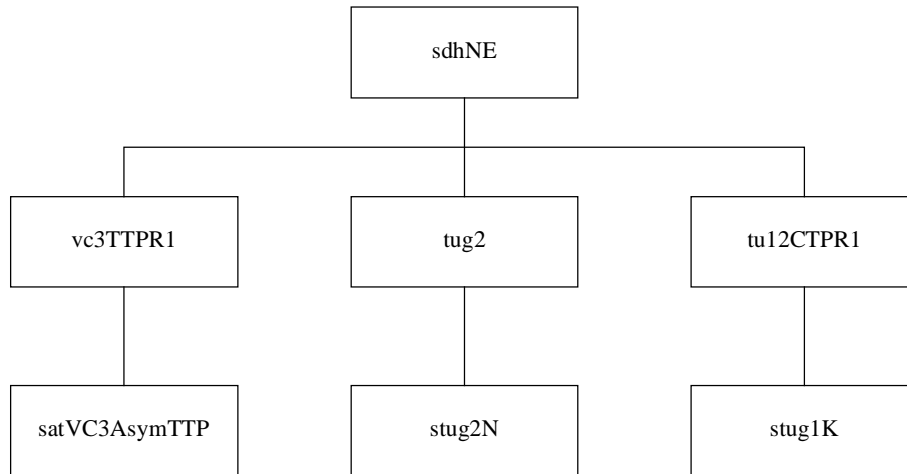 sdhNE
vc3TTPR1
tug2
tu12CTPR1
satVC3AsymTTP
stug2N
stug1K